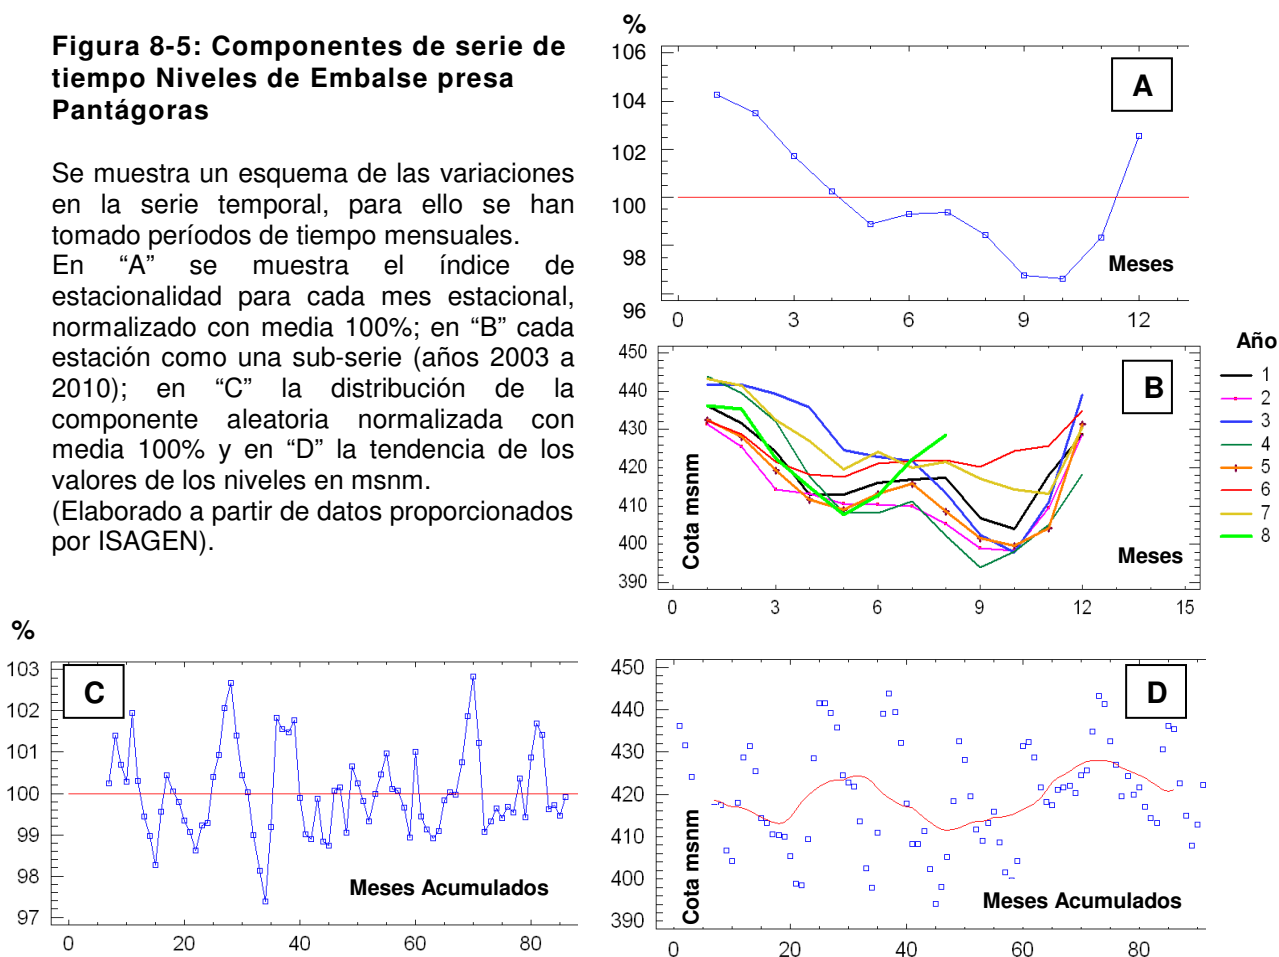 Figura 8-5: Componentes de serie de
tiempo Niveles de Embalse presa
Pantágoras
Se muestra un esquema de las variaciones
en la serie temporal, para ello se han
tomado períodos de tiempo mensuales.
En “A” se muestra el índice de
estacionalidad para cada mes estacional,
normalizado con media 100%; en “B” cada
estación como una sub-serie (años 2003 a
2010); en “C” la distribución de la
componente aleatoria normalizada con
media 100% y en “D” la tendencia de los
valores de los niveles en msnm.
(Elaborado a partir de datos proporcionados
por ISAGEN).
%
106
104
102
100
98
96
A
Meses
0 3 6 9 12
450
440
430
420
410
400
390
Cota msnm
B
Meses
0 3 6 9 12 15
Año
1
2
3
4
5
6
7
8
%
103
102
101
100
99
98
97
C
Meses Acumulados
0 20 40 60 80
450
440
430
420
410
400
390
Cota msnm
D
Meses Acumulados
0 20 40 60 80